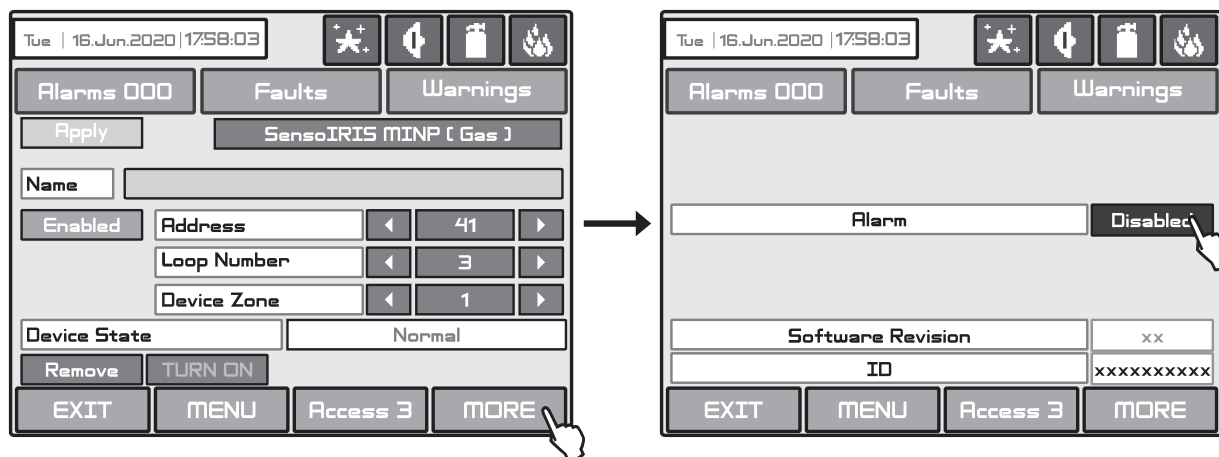 Tue | 16.Jun.2020 | 17:58:03
Alarms 000 Faults Warnings
Apply SensoIRIS MINP ( Gas )
Name
Enabled Address 41
Loop Number 3
Device Zone 1
Device State Normal
Remove TURN ON
EXIT MENU Access 3 MORE
Tue | 16.Jun.2020 | 17:58:03
Alarms 000 Faults Warnings
Alarm Disabled
Software Revision xx
ID xxxxxxxxxx
EXIT MENU Access 3 MORE